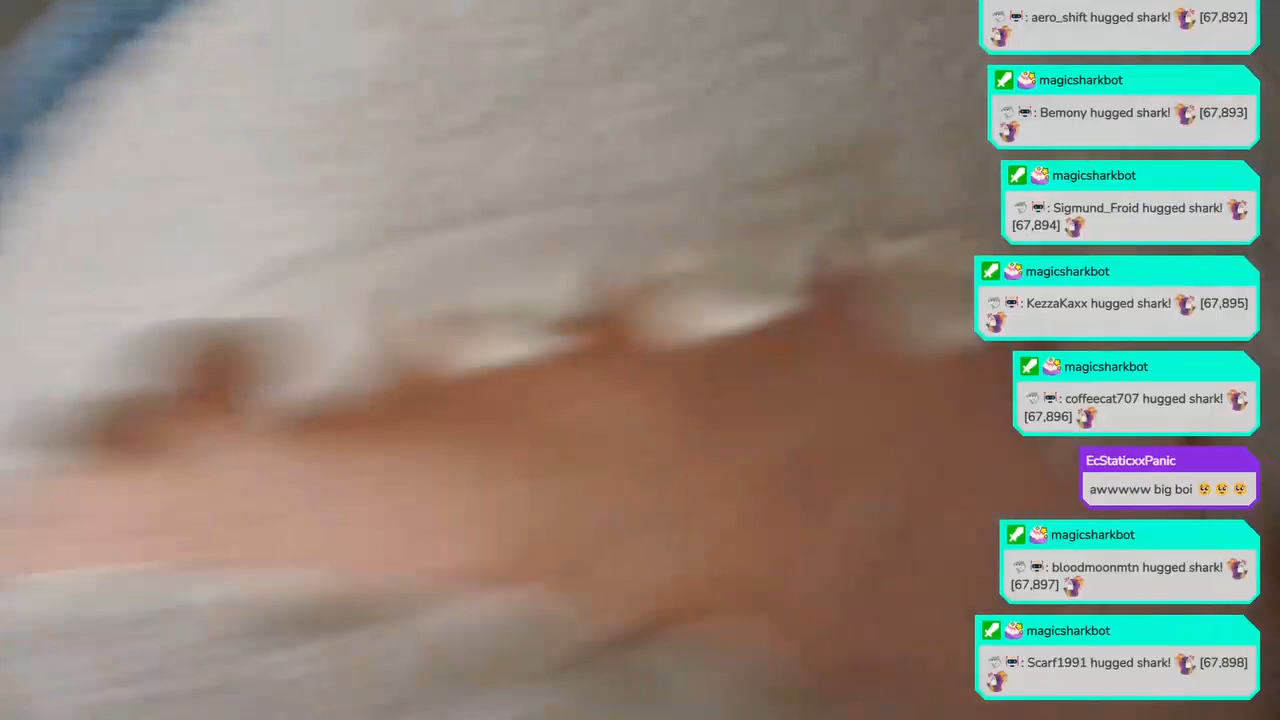 : aero_shift hugged shark! [67,892]
magicsharkbot
: Bemony hugged shark! [67,893]
magicsharkbot
: Sigmund_Froid hugged shark!
[67,894]
magicsharkbot
: KezzaKaxx hugged shark! [67,895]
magicsharkbot
: coffeecat707 hugged shark!
[67,896]
EcStaticxxPanic
awwwww big boi 🥺 🥺 🥺
magicsharkbot
: bloodmoonmtn hugged shark!
[67,897]
magicsharkbot
: Scarf1991 hugged shark! [67,898]